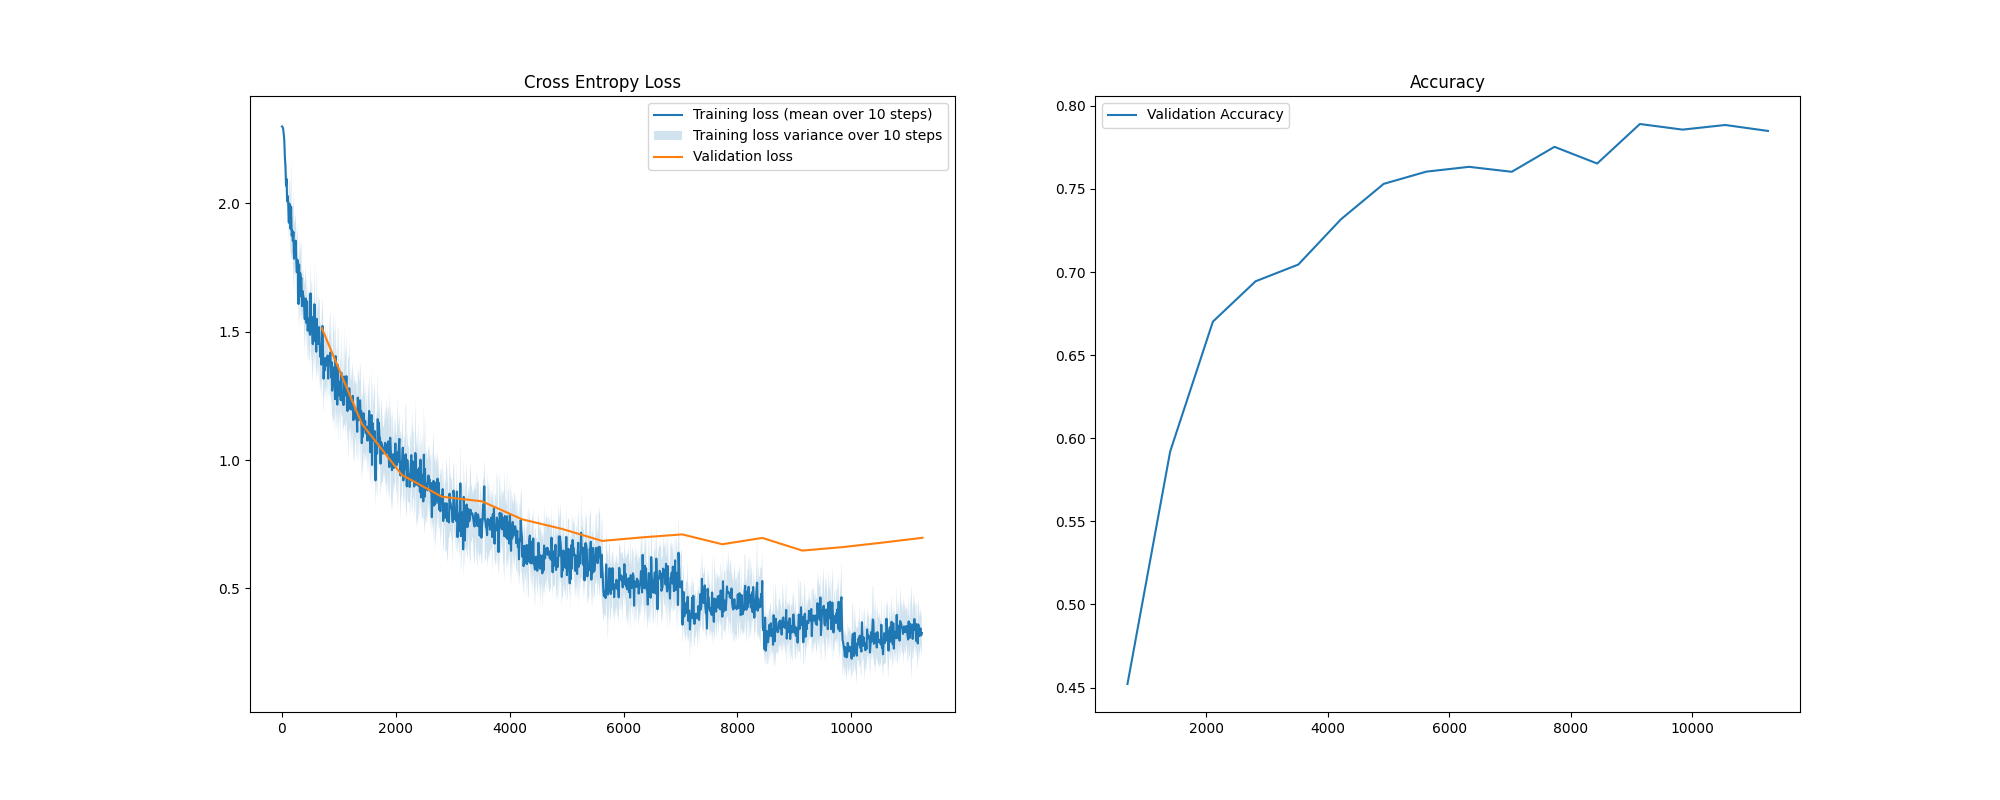 Cross Entropy Loss
Training loss (mean over 10 steps)
Training loss variance over 10 steps
Validation loss
2.0
1.5
1.0
0.5
0 2000 4000 6000 8000 10000
Accuracy
Validation Accuracy
0.80
0.75
0.70
0.65
0.60
0.55
0.50
0.45
2000 4000 6000 8000 10000